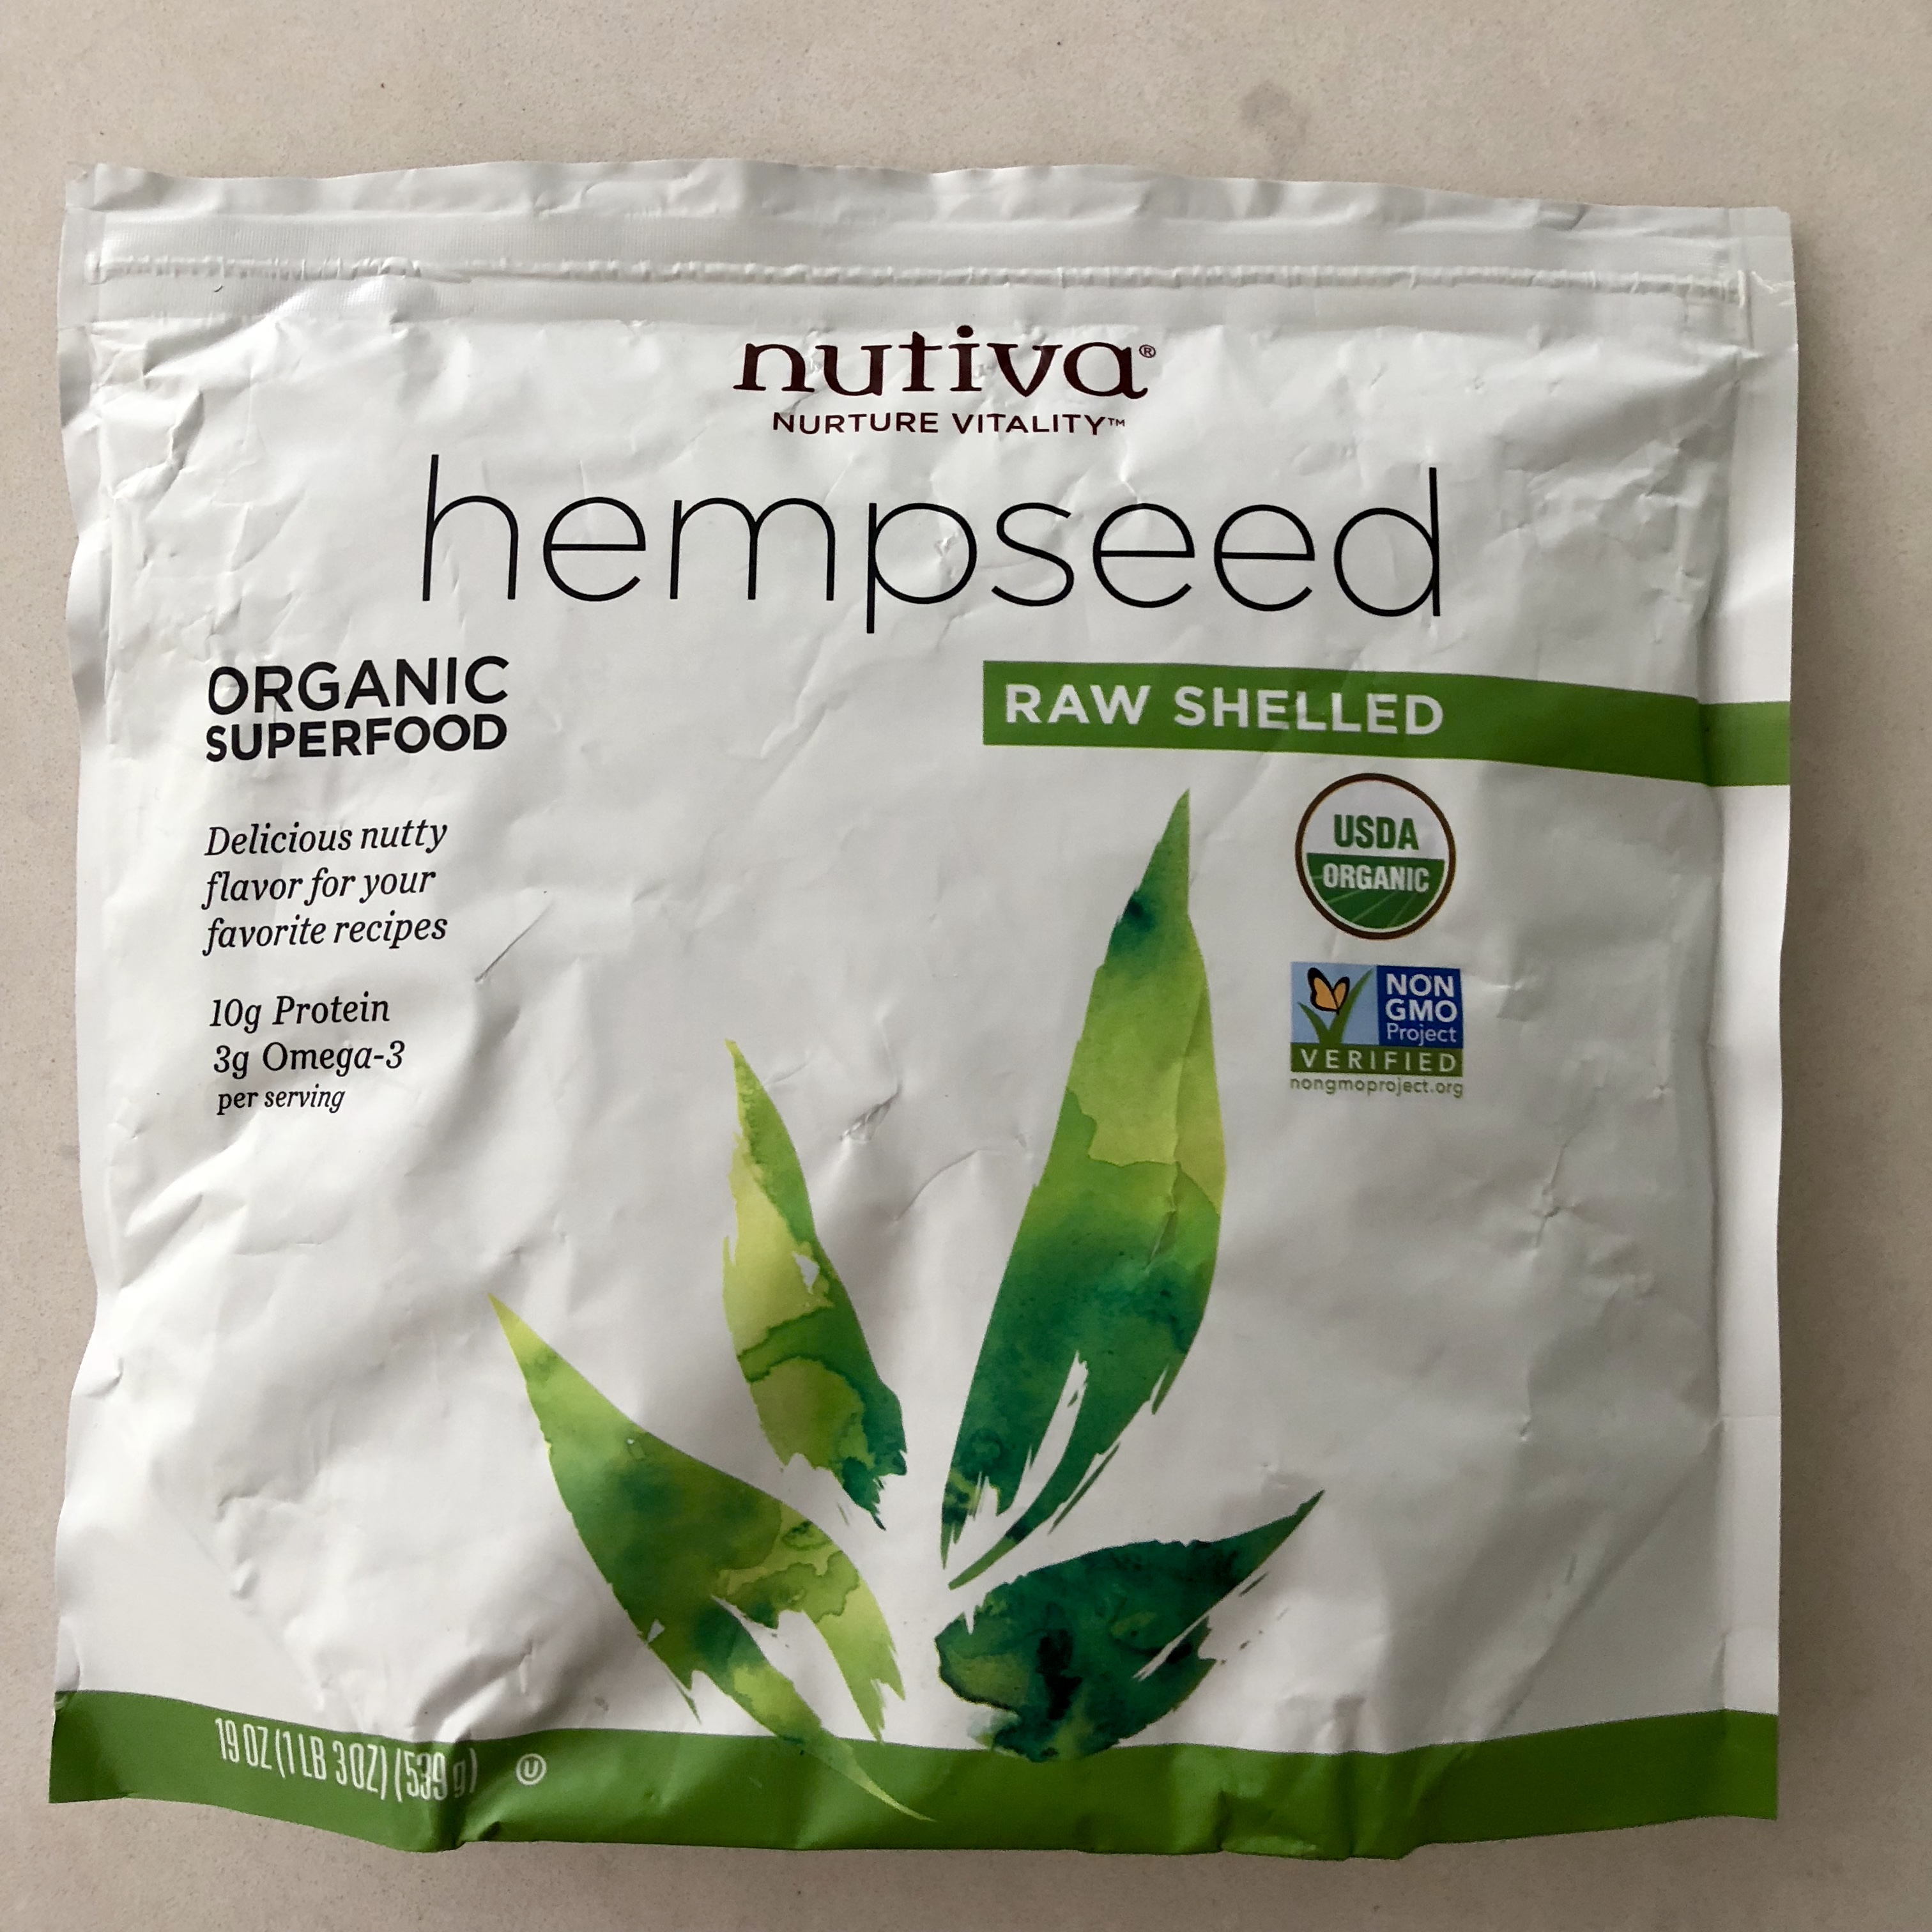 nutiva®
NURTURE VITALITY™
hempseed
ORGANIC
SUPERFOOD
RAW SHELLED
Delicious nutty
flavor for your
favorite recipes
10g Protein
3g Omega-3
per serving
USDA
ORGANIC
NON
GMO
Project
VERIFIED
nongmoproject.org
19 OZ (1 LB 3 OZ) (539 g)
U